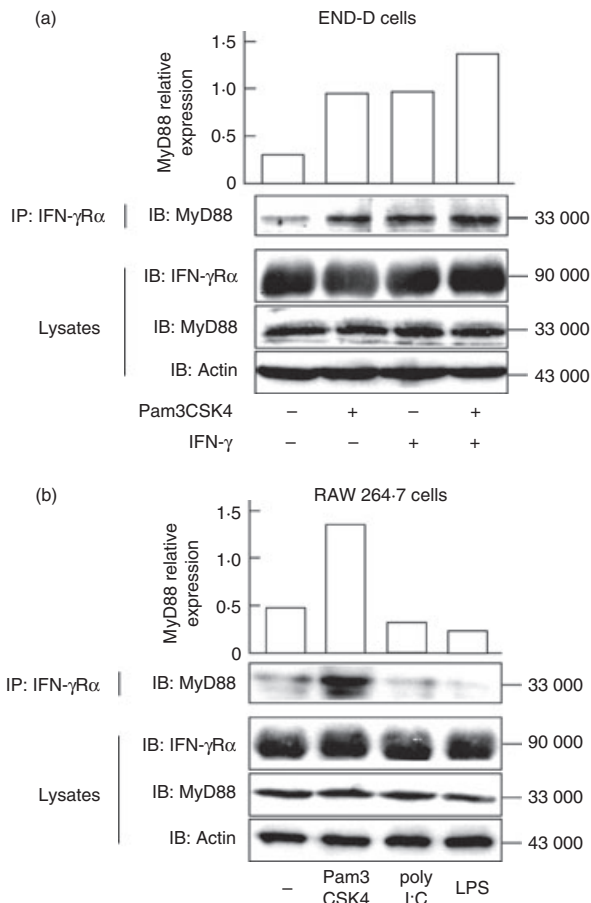 (a)
END-D cells
MyD88 relative
expression
1·5
1·0
0·5
0
IP: IFN-γRα
IB: MyD88
33 000
IB: IFN-γRα
90 000
Lysates
IB: MyD88
33 000
IB: Actin
43 000
Pam3CSK4 – + – +
IFN-γ – – + +
(b)
RAW 264·7 cells
MyD88 relative
expression
1·5
1·0
0·5
0
IP: IFN-γRα
IB: MyD88
33 000
IB: IFN-γRα
90 000
Lysates
IB: MyD88
33 000
IB: Actin
43 000
– Pam3 poly LPS
CSK4 I:C